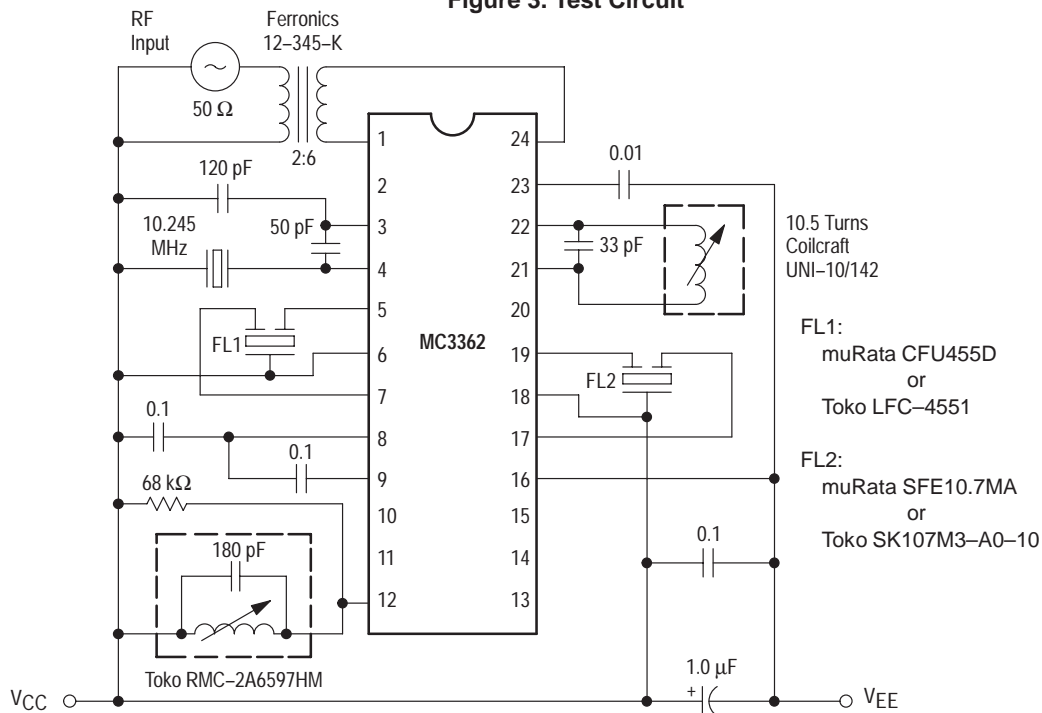 Figure 3. Test Circuit
RF
Input
Ferronics
12–345–K
50 Ω
2:6
120 pF
10.245
MHz
50 pF
FL1
0.1
0.1
68 kΩ
180 pF
Toko RMC–2A6597HM
1
2
3
4
5
6
7
8
9
10
11
12
MC3362
24
23
22
21
20
19
18
17
16
15
14
13
0.01
33 pF
10.5 Turns
Coilcraft
UNI–10/142
FL2
FL1:
muRata CFU455D
or
Toko LFC–4551
FL2:
muRata SFE10.7MA
or
Toko SK107M3–A0–10
0.1
1.0 µF
+
VCC
VEE